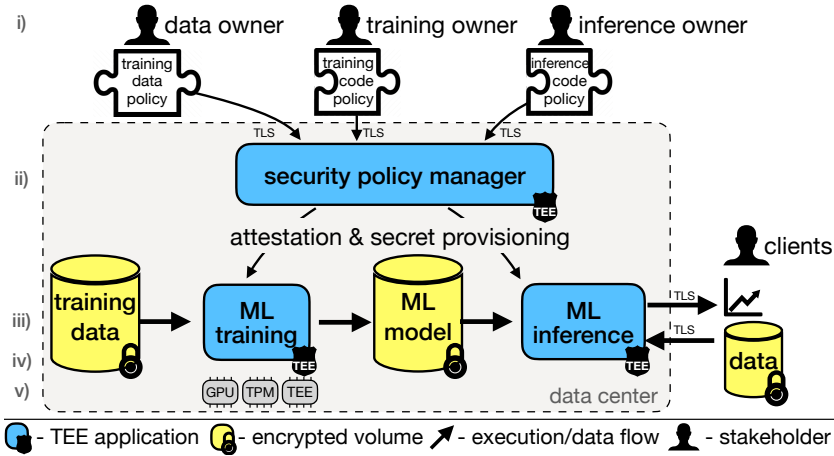 i)
data owner
training owner
inference owner
training
data
policy
training
code
policy
inference
code
policy
TLS
TLS
TLS
ii)
security policy manager
TEE
attestation & secret provisioning
clients
training
data
ML
training
TEE
ML
model
ML
inference
TEE
TLS
TLS
data
iii)
iv)
v)
GPU
TPM
TEE
data center
- TEE application
- encrypted volume
- execution/data flow
- stakeholder